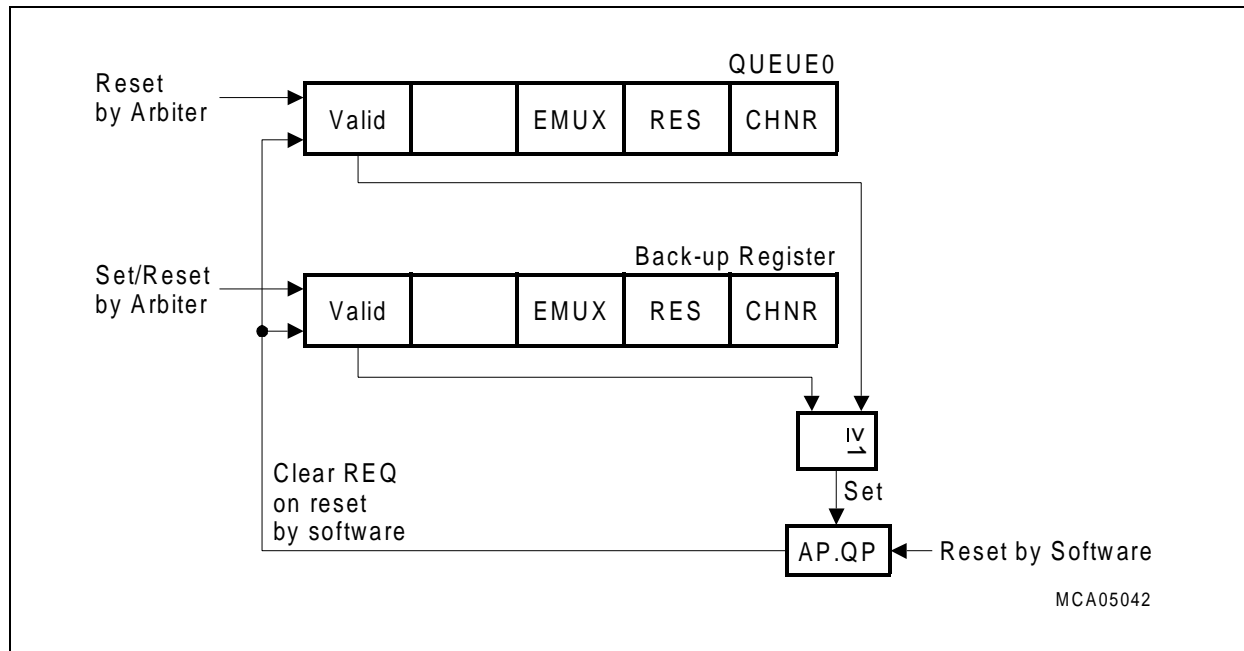 QUEUE0
Reset
by Arbiter
Valid EMUX RES CHNR
Back-up Register
Set/Reset
by Arbiter
Valid EMUX RES CHNR
≥1
Clear REQ
on reset
by software
Set
AP.QP
Reset by Software
MCA05042